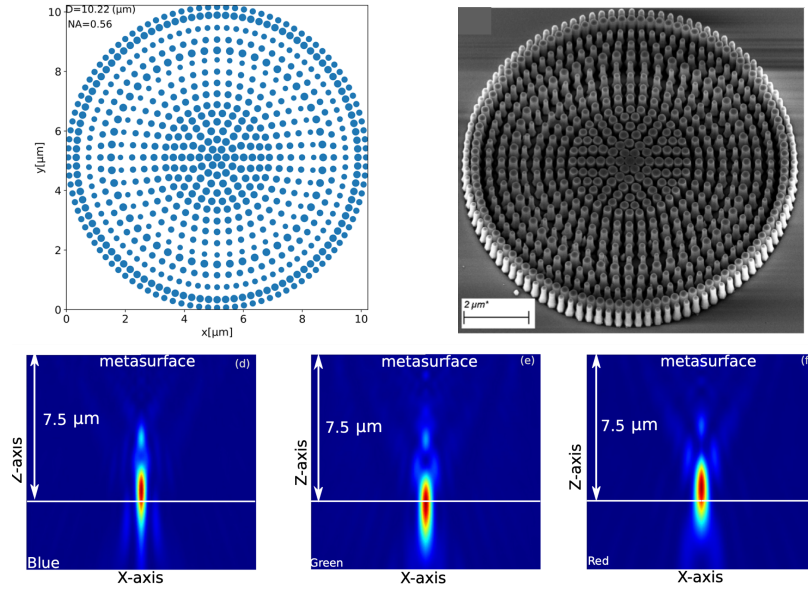 D=10.22 (μm)
NA=0.56
10
8
6
4
2
0
y[μm]
0 2 4 6 8 10
x[μm]
2 μm*
metasurface (d)
7.5 μm
Z-axis
Blue
X-axis
metasurface (e)
7.5 μm
Z-axis
Green
X-axis
metasurface (f
7.5 μm
Z-axis
Red
X-axis